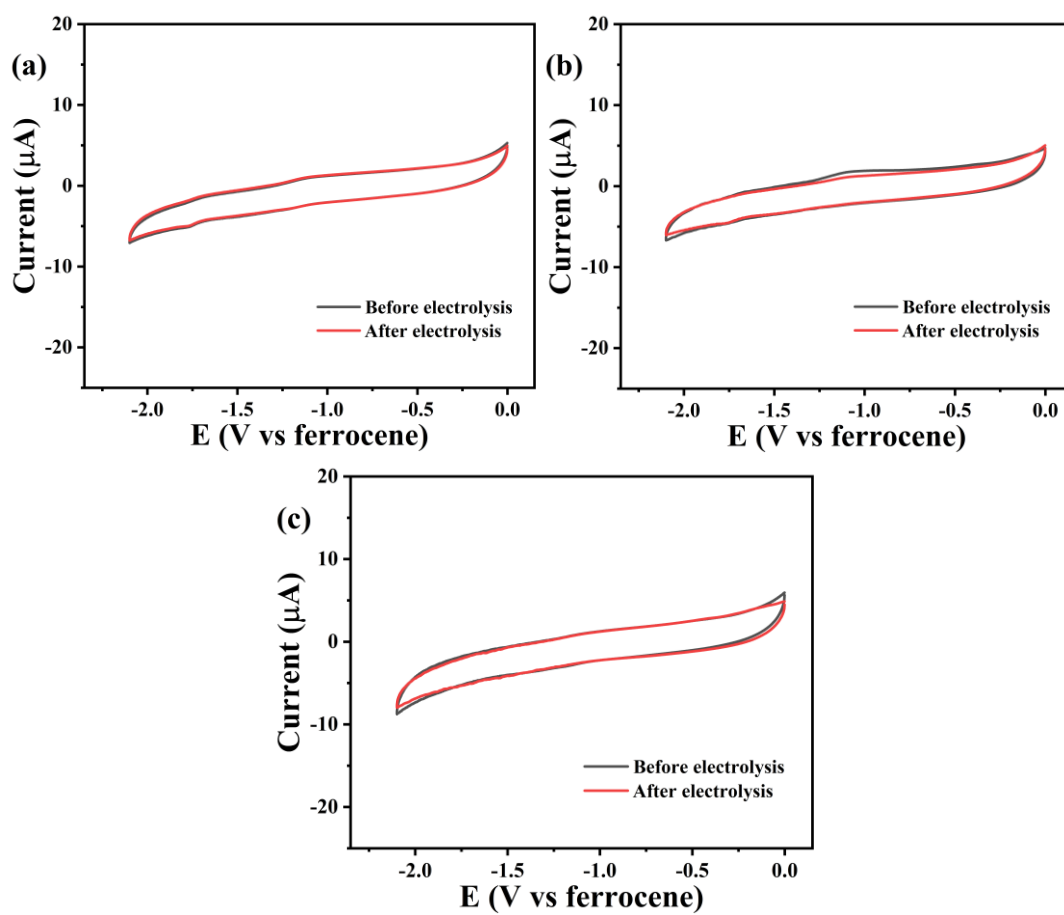 (a)
20
10
0
-10
-20
Current (μA)
Before electrolysis
After electrolysis
-2.0 -1.5 -1.0 -0.5 0.0
E (V vs ferrocene)
(b)
20
10
0
-10
-20
Current (μA)
Before electrolysis
After electrolysis
-2.0 -1.5 -1.0 -0.5 0.0
E (V vs ferrocene)
(c)
20
10
0
-10
-20
Current (μA)
Before electrolysis
After electrolysis
-2.0 -1.5 -1.0 -0.5 0.0
E (V vs ferrocene)